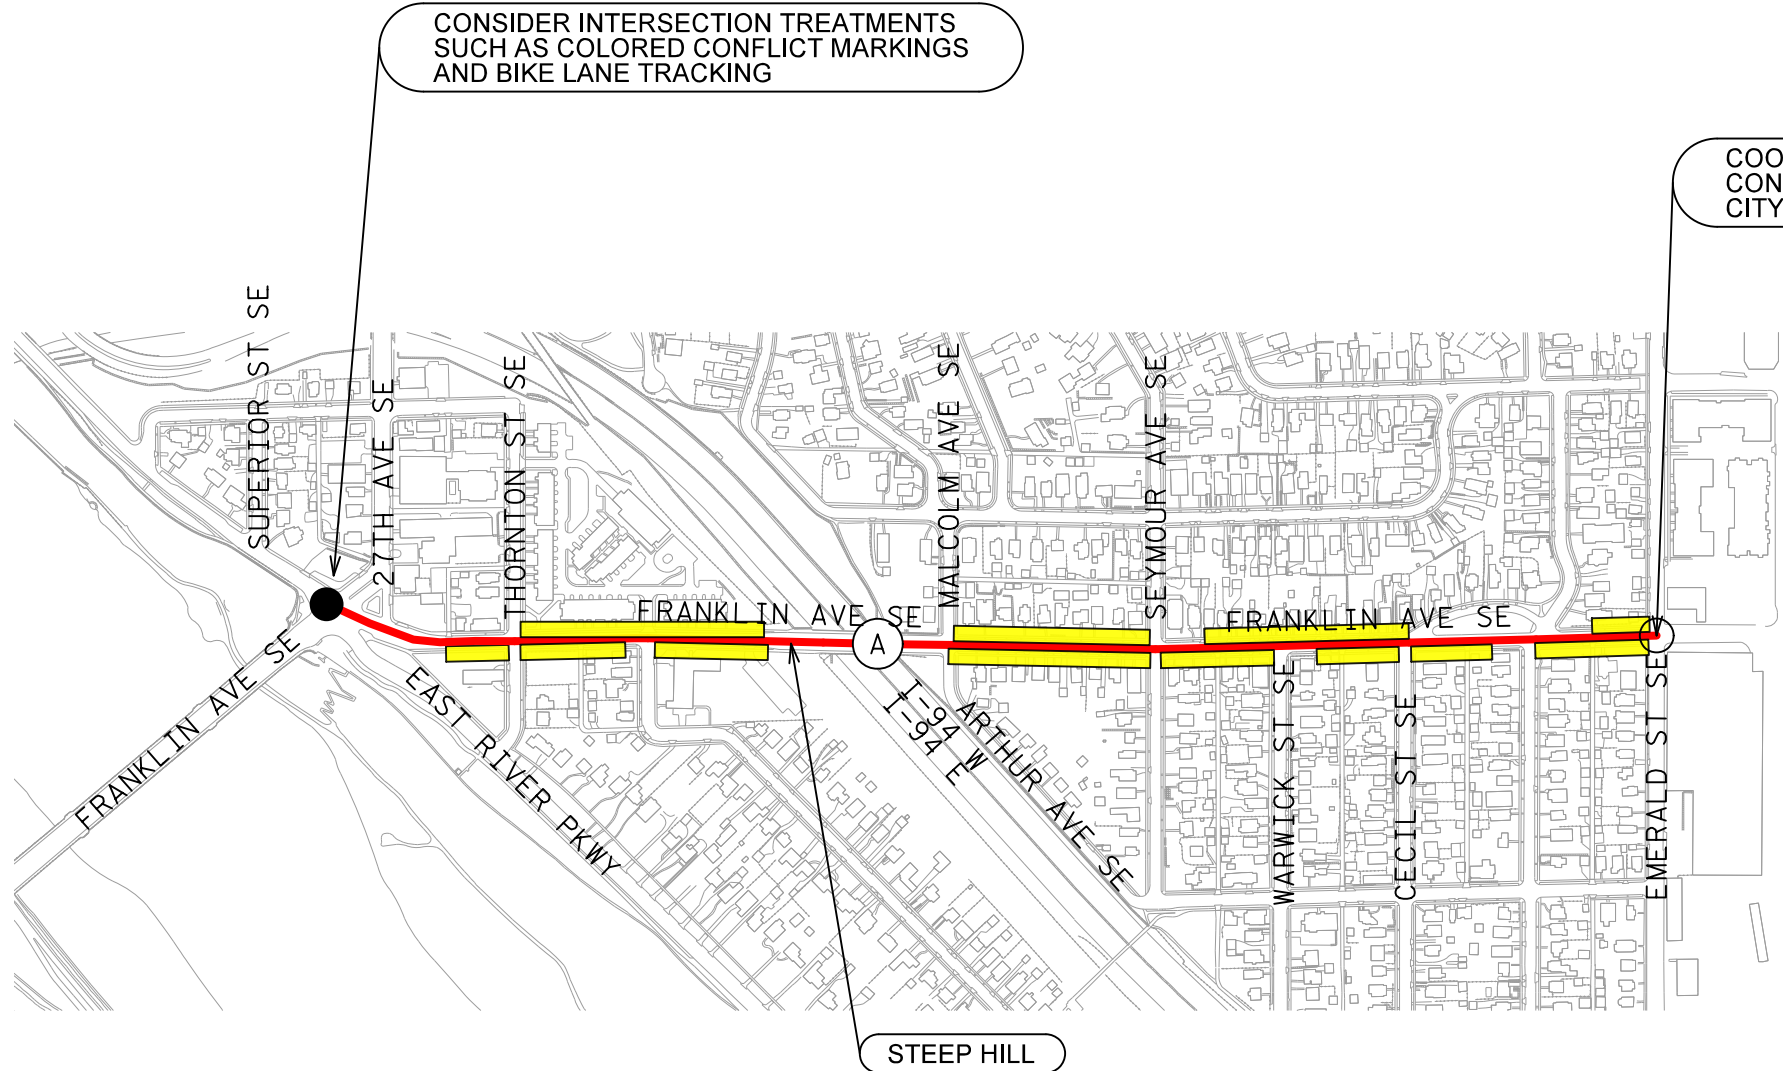 CONSIDER INTERSECTION TREATMENTS
SUCH AS COLORED CONFLICT MARKINGS
AND BIKE LANE TRACKING
COO
CON
CITY
SUPERIOR ST SE
27TH AVE SE
THORNTON ST SE
MALCOLM AVE SE
SEYMOUR AVE SE
FRANKLIN AVE SE
FRANKLIN AVE SE
A
FRANKLIN AVE SE
EAST RIVER PKWY
I-94 W
I-94 E
ARTHUR AVE SE
WARWICK ST SE
CECIL ST SE
EMERALD ST SE
STEEP HILL